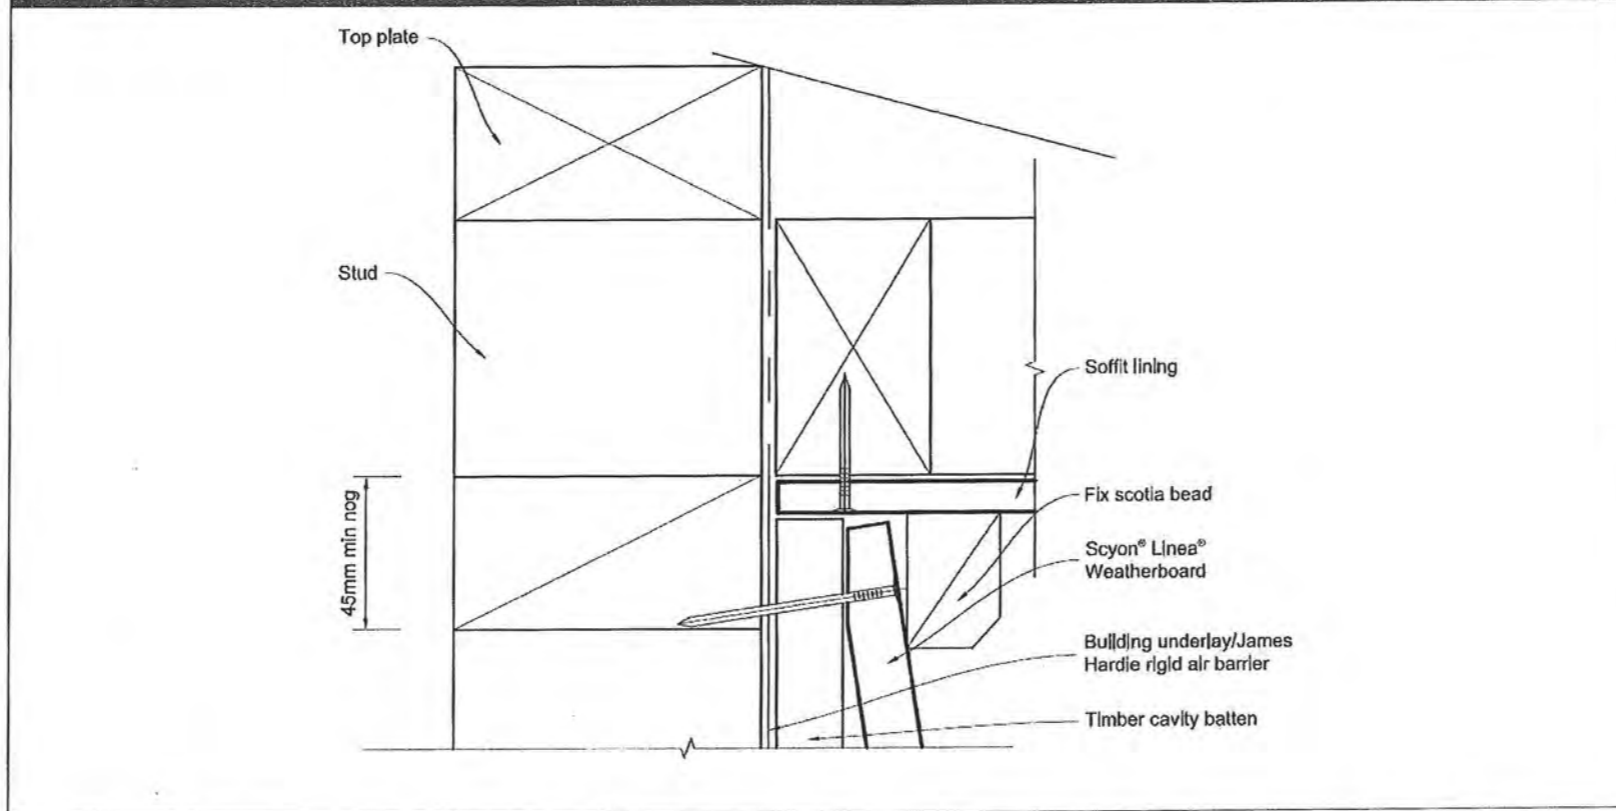 Top plate
Stud
Soffit lining
Fix scotia bead
Scyon® Linea®
Weatherboard
45mm min nog
Building underlay/James
Hardie rigid air barrier
Timber cavity batten